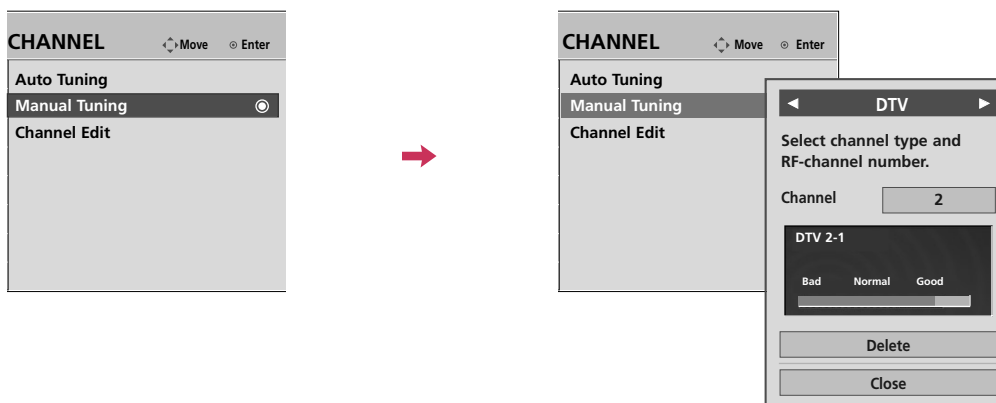 CHANNEL Move Enter
Auto Tuning
Manual Tuning
Channel Edit
CHANNEL Move Enter
Auto Tuning
Manual Tuning
Channel Edit
◄ DTV ►
Select channel type and
RF-channel number.
Channel 2
DTV 2-1
Bad Normal Good
Delete
Close